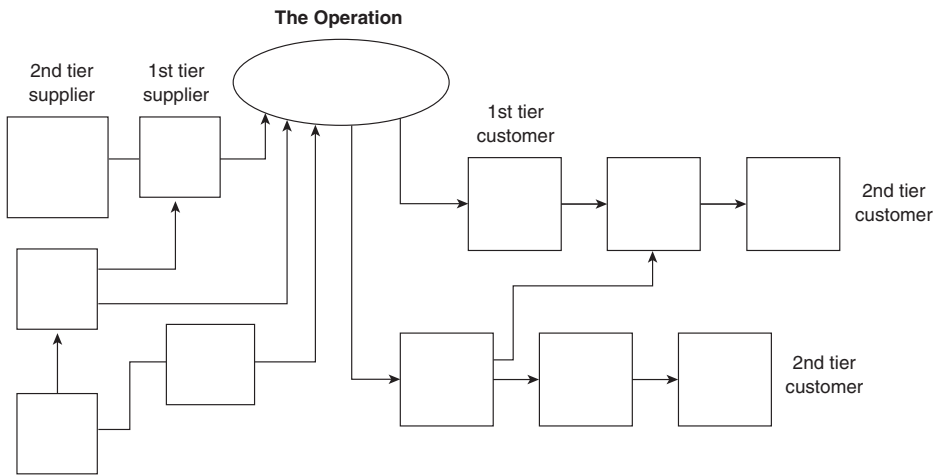 The Operation
2nd tier
supplier
1st tier
supplier
1st tier
customer
2nd tier
customer
2nd tier
customer